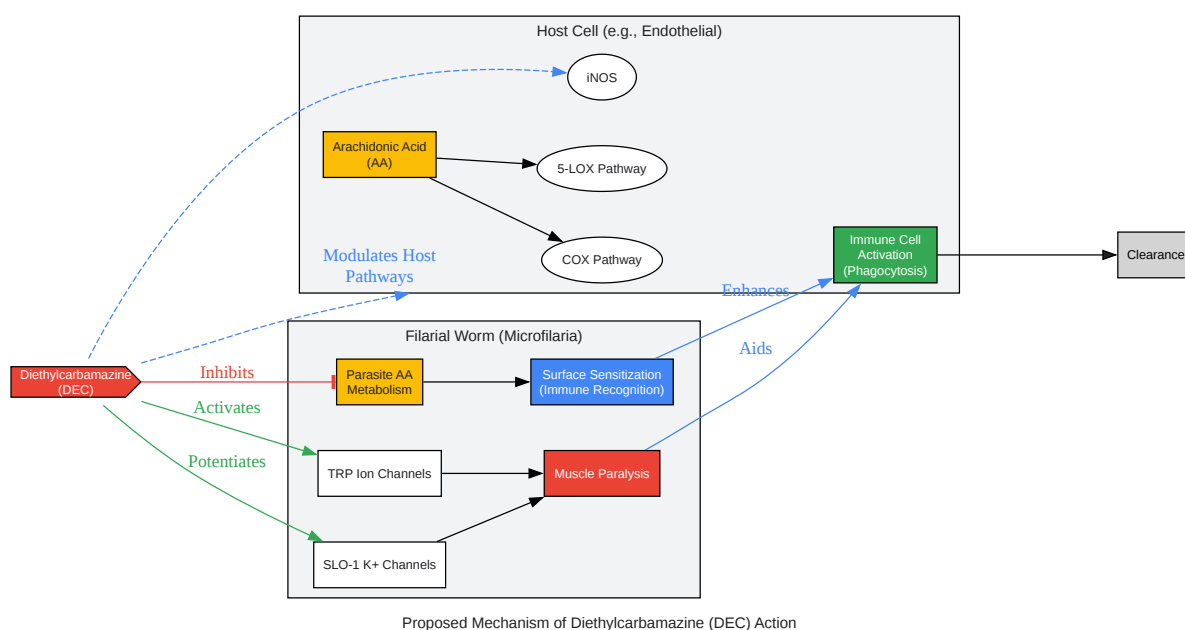 Host Cell (e.g., Endothelial)
iNOS
Arachidonic Acid
(AA)
5-LOX Pathway
COX Pathway
Modulates Host
Pathways
Immune Cell
Activation
(Phagocytosis)
Clearance
Enhances
Aids
Filarial Worm (Microfilaria)
Diethylcarbamazine
(DEC)
Inhibits
Activates
Potentiates
Parasite AA
Metabolism
Surface Sensitization
(Immune Recognition)
TRP Ion Channels
Muscle Paralysis
SLO-1 K+ Channels
Proposed Mechanism of Diethylcarbamazine (DEC) Action